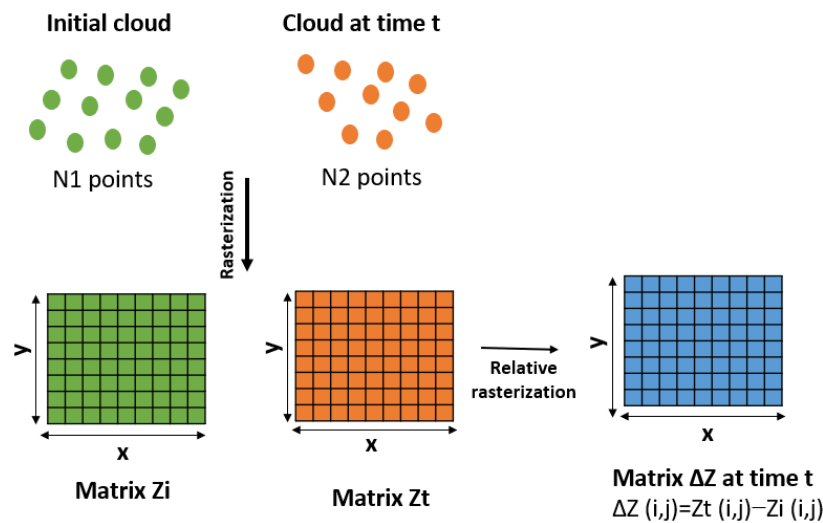 Initial cloud
Cloud at time t
N1 points
N2 points
Rasterization
y
x
Matrix Zi
y
x
Matrix Zt
Relative
rasterization
y
x
Matrix ΔZ at time t
ΔZ (i,j)=Zt (i,j)−Zi (i,j)